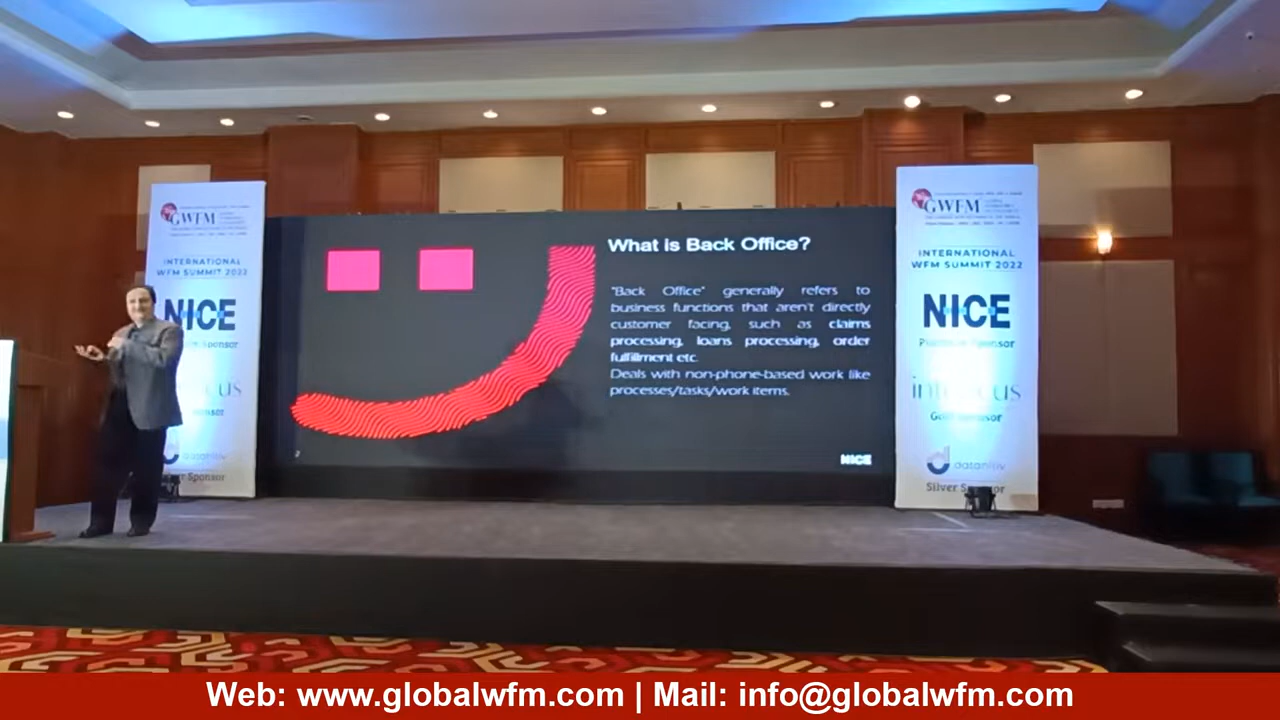 GWFM
INTERNATIONAL
WFM SUMMIT 2022
NICE
Sponsor
What is Back Office?
"Back Office" generally refers to
business functions that aren't directly
customer facing, such as claims
processing, loans processing, order
fulfillment etc.
Deals with non-phone-based work like
processes/tasks/work items.
NICE
GWFM
INTERNATIONAL
WFM SUMMIT 2022
NICE
Sponsor
Sponsor
datanitiv
Silver Sponsor
Web: www.globalwfm.com | Mail: info@globalwfm.com